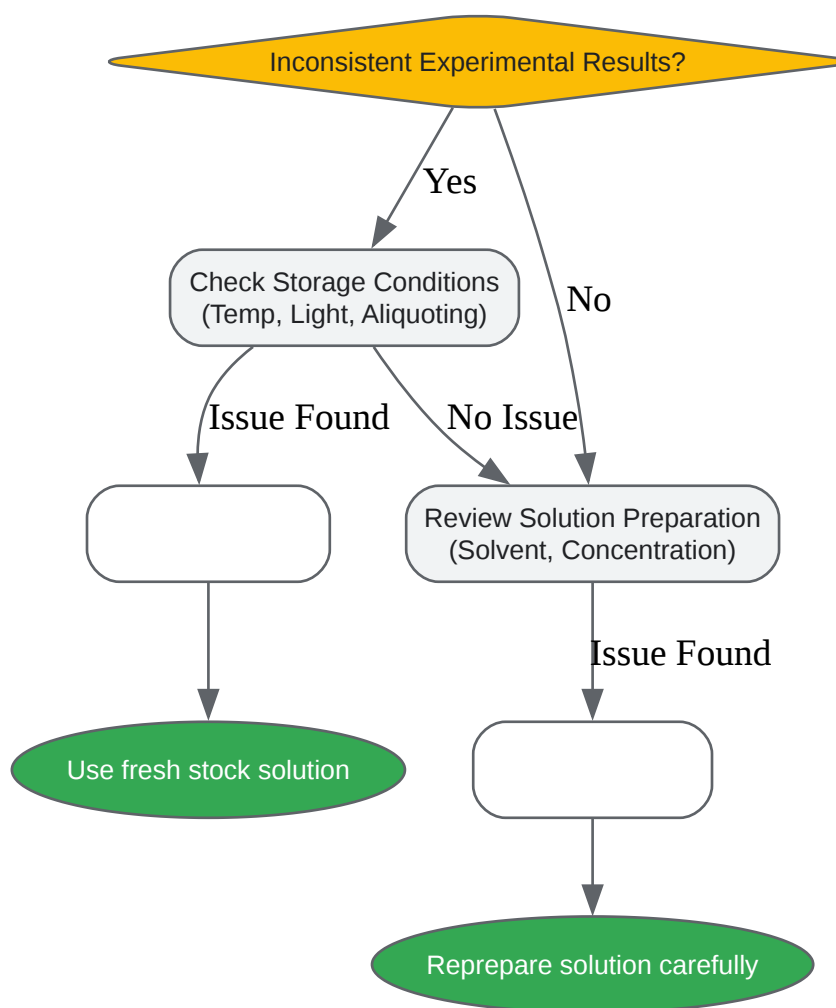 Inconsistent Experimental Results?
Yes
Check Storage Conditions
(Temp, Light, Aliquoting)
No
Issue Found
No Issue
Review Solution Preparation
(Solvent, Concentration)
Issue Found
Use fresh stock solution
Reprepare solution carefully